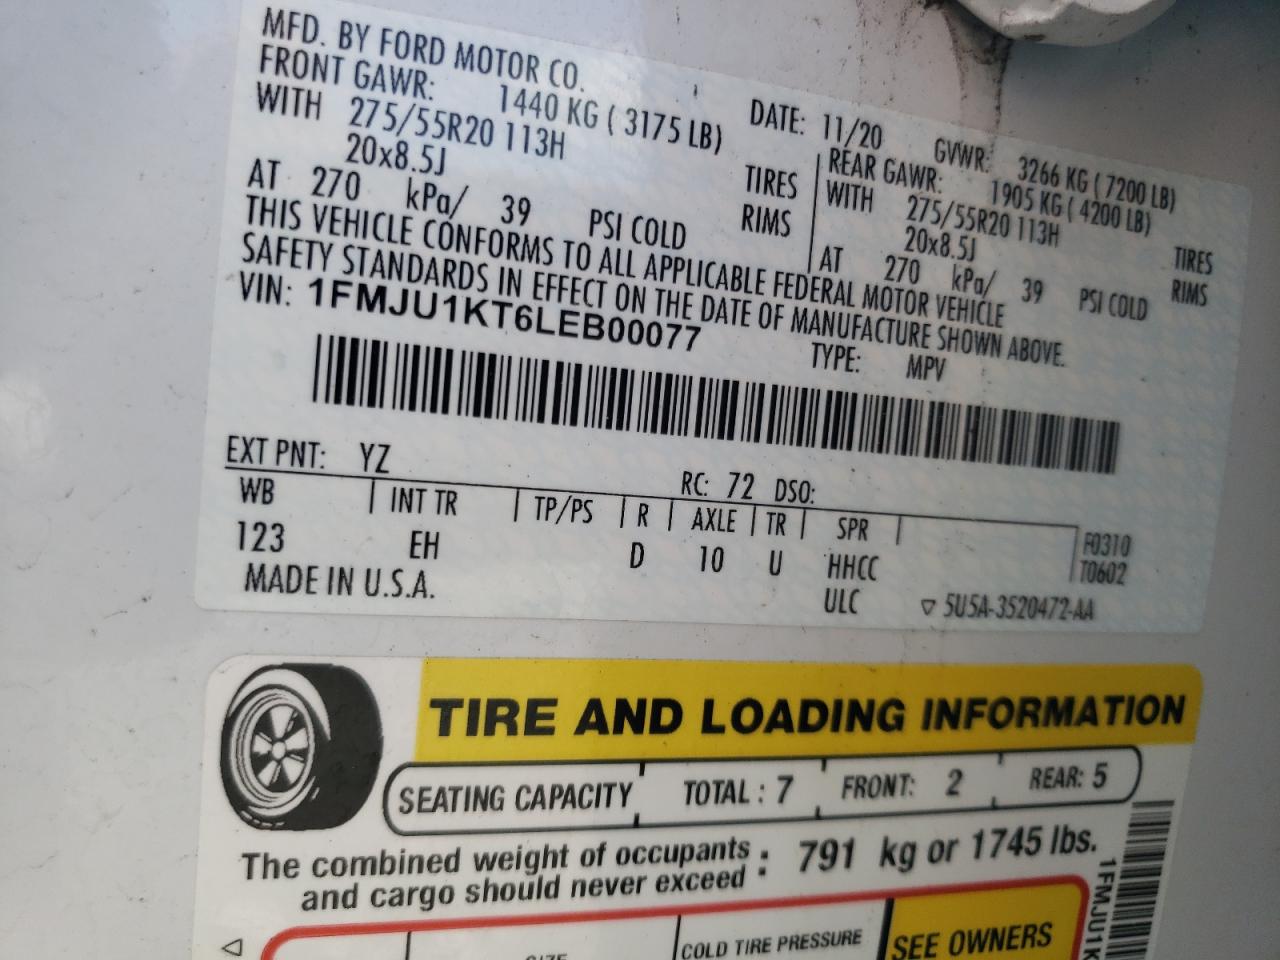 MFD. BY FORD MOTOR CO.
DATE: 11/20 GVWR: 3266 KG ( 7200 LB)
FRONT GAWR: 1440 KG ( 3175 LB)
REAR GAWR: 1905 KG ( 4200 LB)
WITH 275/55R20 113H TIRES
WITH 275/55R20 113H TIRES
20x8.5J RIMS
20x8.5J RIMS
AT 270 kPa/ 39 PSI COLD
AT 270 kPa/ 39 PSI COLD
THIS VEHICLE CONFORMS TO ALL APPLICABLE FEDERAL MOTOR VEHICLE
SAFETY STANDARDS IN EFFECT ON THE DATE OF MANUFACTURE SHOWN ABOVE.
VIN: 1FMJU1KT6LEB00077
TYPE: MPV
EXT PNT: YZ RC: 72 DSO:
WB INT TR TP/PS R AXLE TR SPR F0310
123 EH D 10 U HHCC T0602
MADE IN U.S.A. ULC ▽ 5U5A-3520472-AA
TIRE AND LOADING INFORMATION
SEATING CAPACITY TOTAL : 7 FRONT: 2 REAR: 5
The combined weight of occupants : 791 kg or 1745 lbs.
and cargo should never exceed :
1FMJU1K
COLD TIRE PRESSURE
SEE OWNERS